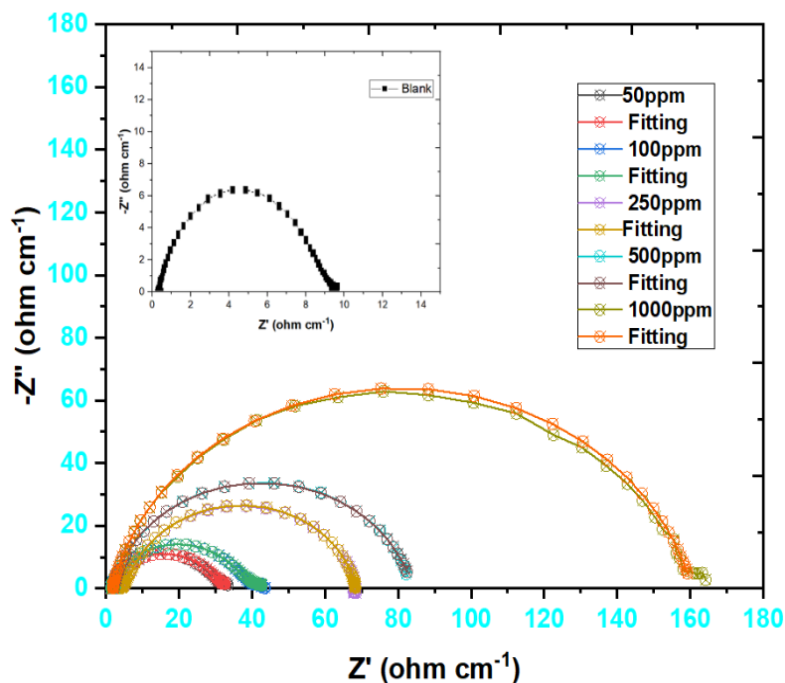 180
160
140
120
100
80
60
40
20
0
-Z" (ohm cm-1)
0 20 40 60 80 100 120 140 160 180
Z' (ohm cm-1)
14
12
10
8
6
4
2
0
-Z" (ohm cm-1)
0 2 4 6 8 10 12 14
Z' (ohm cm-1)
Blank
50ppm
Fitting
100ppm
Fitting
250ppm
Fitting
500ppm
Fitting
1000ppm
Fitting